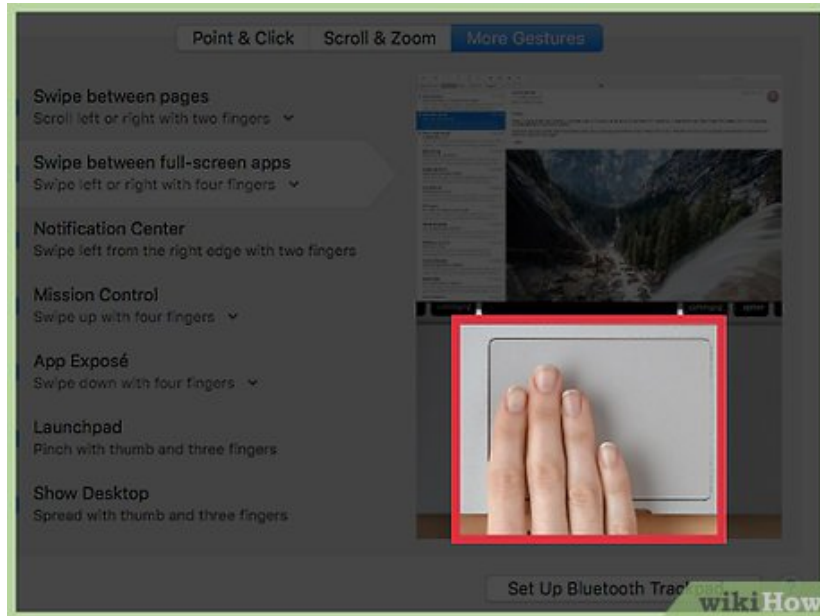 Point & Click Scroll & Zoom More Gestures
Swipe between pages
Scroll left or right with two fingers
Swipe between full-screen apps
Swipe left or right with four fingers
Notification Center
Swipe left from the right edge with two fingers
Mission Control
Swipe up with four fingers
App Exposé
Swipe down with four fingers
Launchpad
Pinch with thumb and three fingers
Show Desktop
Spread with thumb and three fingers
command command option
Set Up Bluetooth
wikiHow